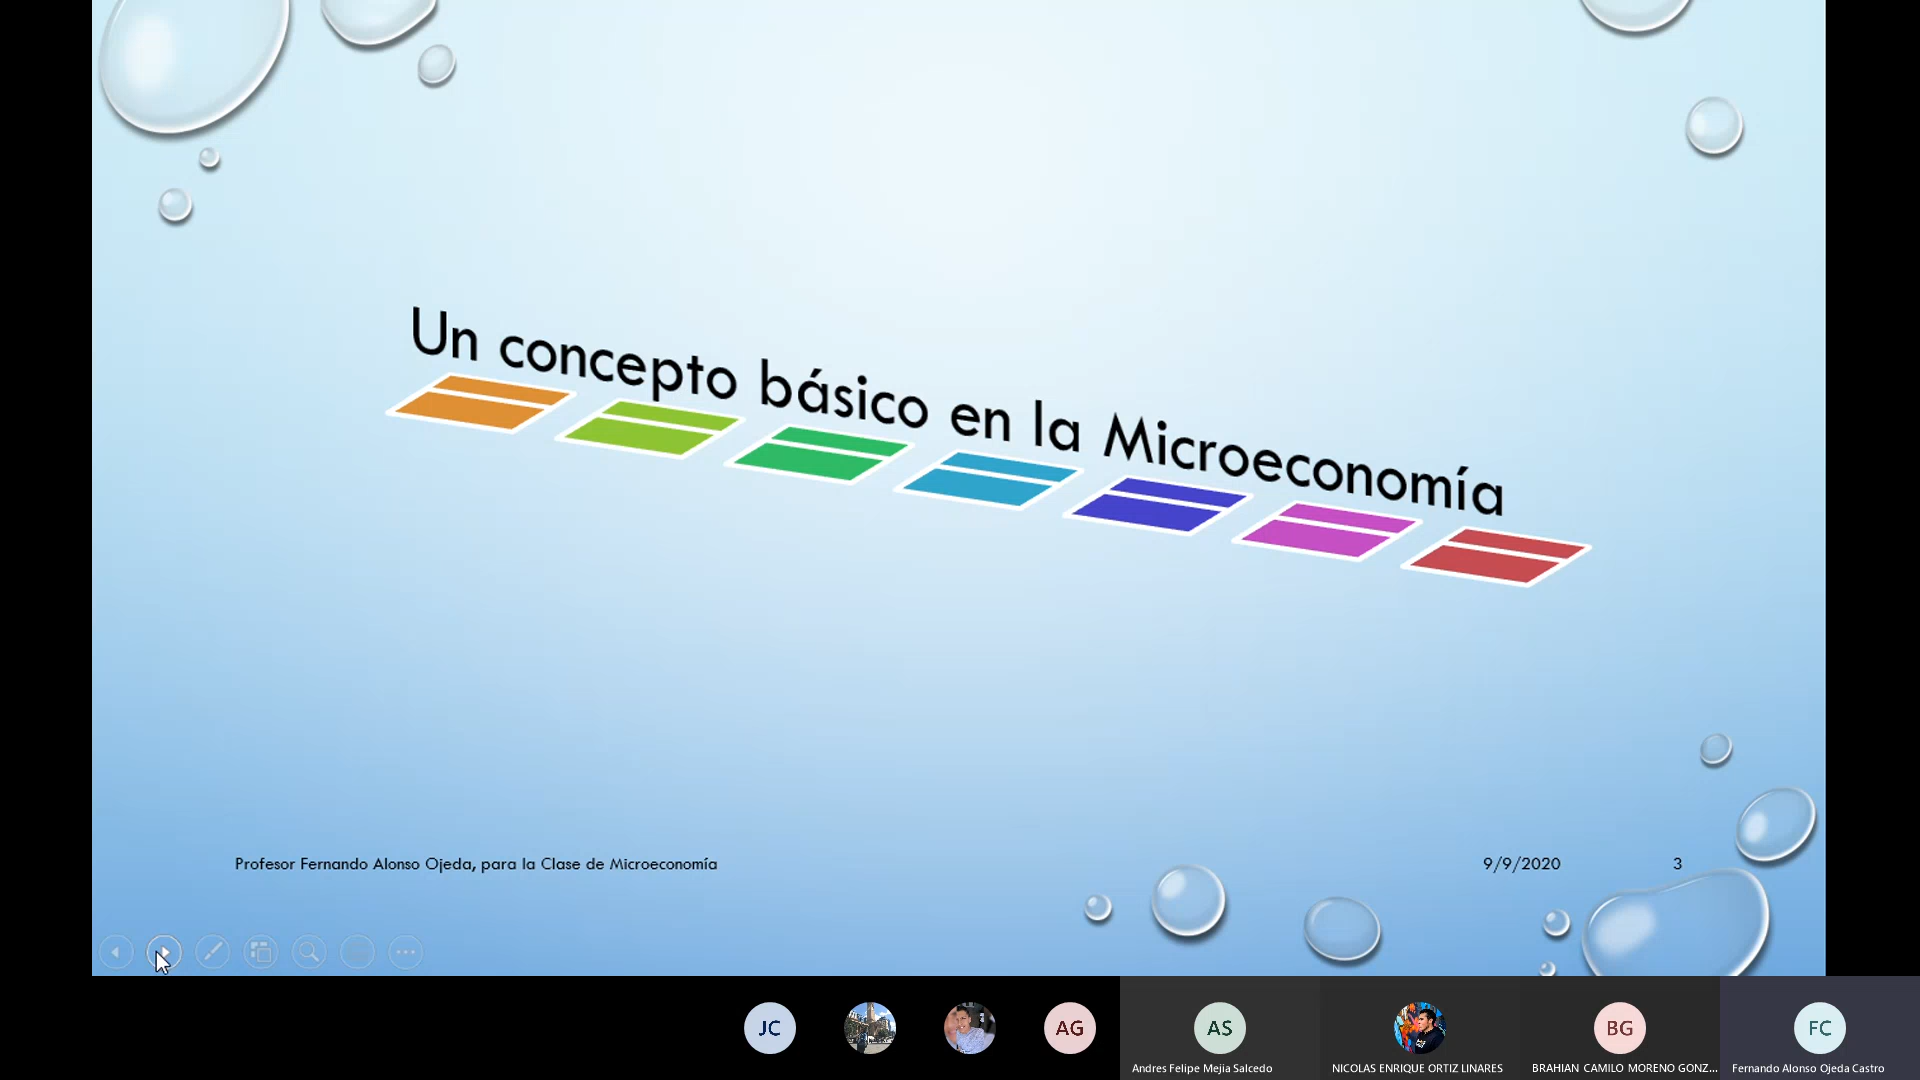 Un concepto básico en la Microeconomía
Profesor Fernando Alonso Ojeda, para la Clase de Microeconomía
9/9/2020
3
JC
AG
AS
BG
FC
Andres Felipe Mejia Salcedo
NICOLAS ENRIQUE ORTIZ LINARES
BRAHIAN CAMILO MORENO GONZ...
Fernando Alonso Ojeda Castro